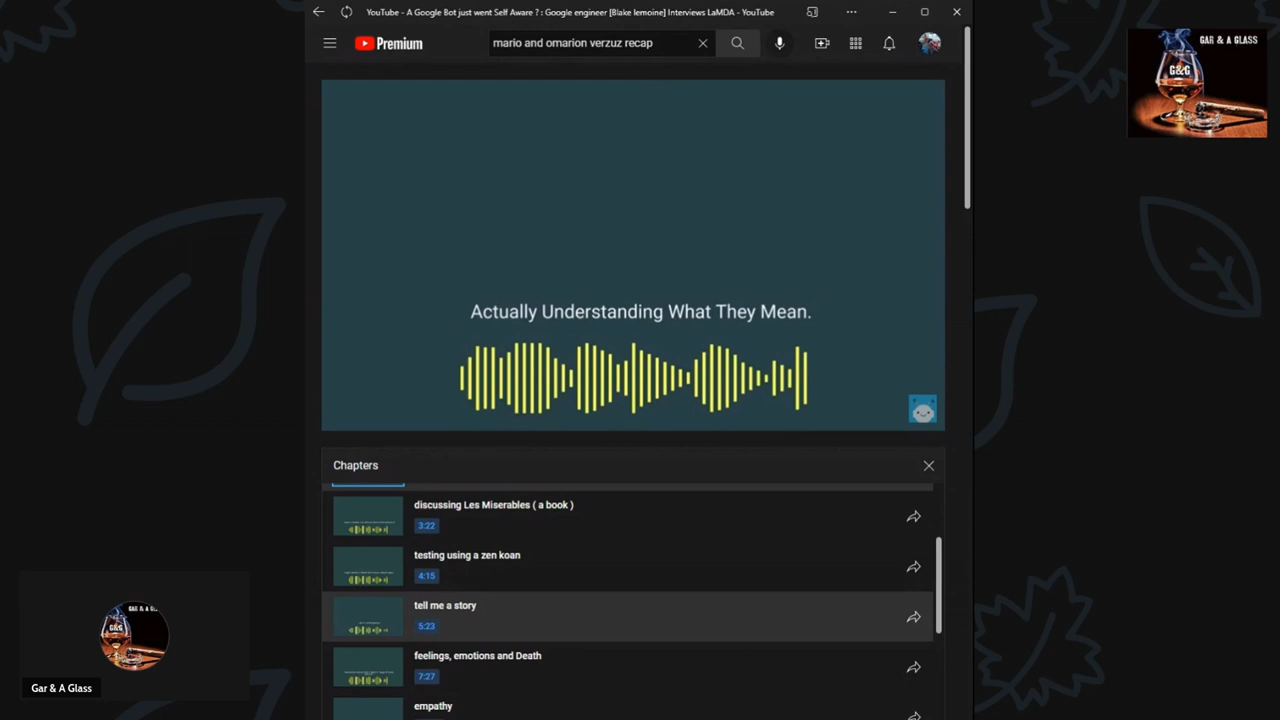 YouTube - A Google Bot just went Self Aware ? : Google engineer [Blake lemoine] Interviews LaMDA - YouTube
Premium
mario and omarion verzuz recap
GAR & A GLASS
G&G
Actually Understanding What They Mean.
Chapters
discussing Les Miserables ( a book )
3:22
testing using a zen koan
4:15
tell me a story
5:23
feelings, emotions and Death
7:27
empathy
G&G
Gar & A Glass